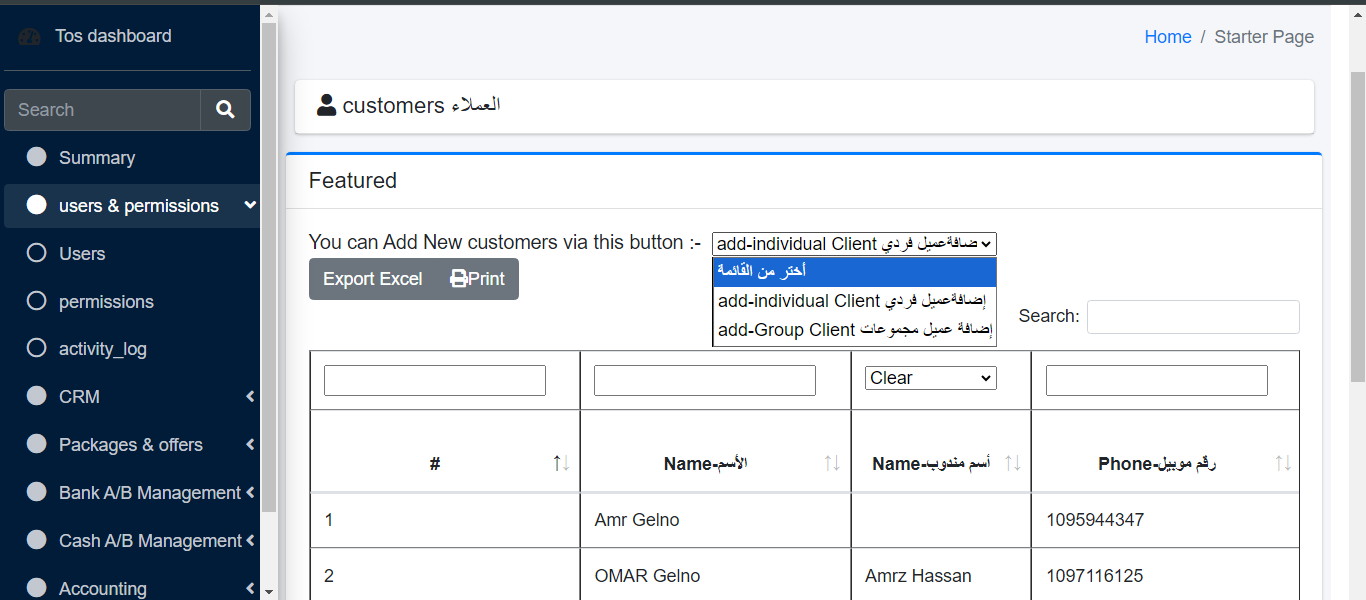 Tos dashboard
Search
Summary
users & permissions
Users
permissions
activity_log
CRM
Packages & offers
Bank A/B Management
Cash A/B Management
Accounting
Home / Starter Page
customers العملاء
Featured
You can Add New customers via this button :-
add-individual Client ضافةعميل فردي
أختر من القائمة
add-individual Client إضافةعميل فردي
add-Group Client إضافة عميل مجموعات
Export Excel Print
Search:
Clear
# Name-الأسم Name-أسم مندوب Phone-رقم موبيل
1 Amr Gelno 1095944347
2 OMAR Gelno Amrz Hassan 1097116125